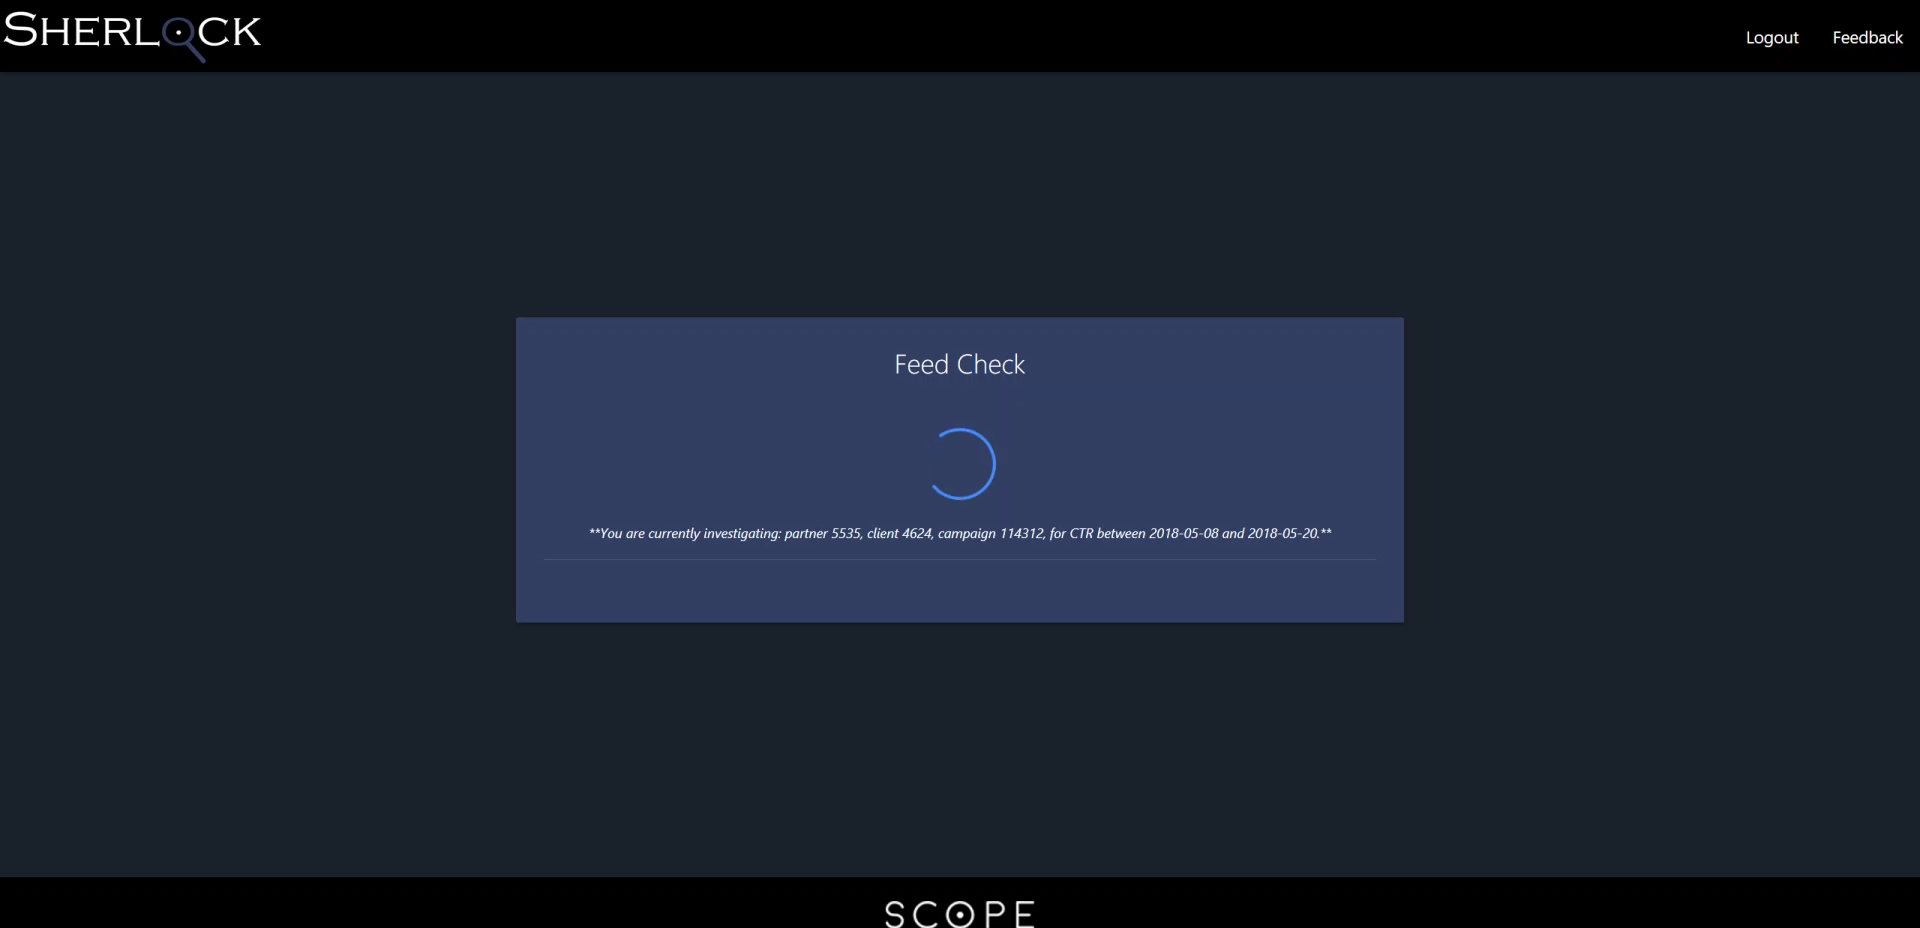 SHERLOCK
Logout
Feedback
Feed Check
**You are currently investigating: partner 5535, client 4624, campaign 114312, for CTR between 2018-05-08 and 2018-05-20.**
SCOPE